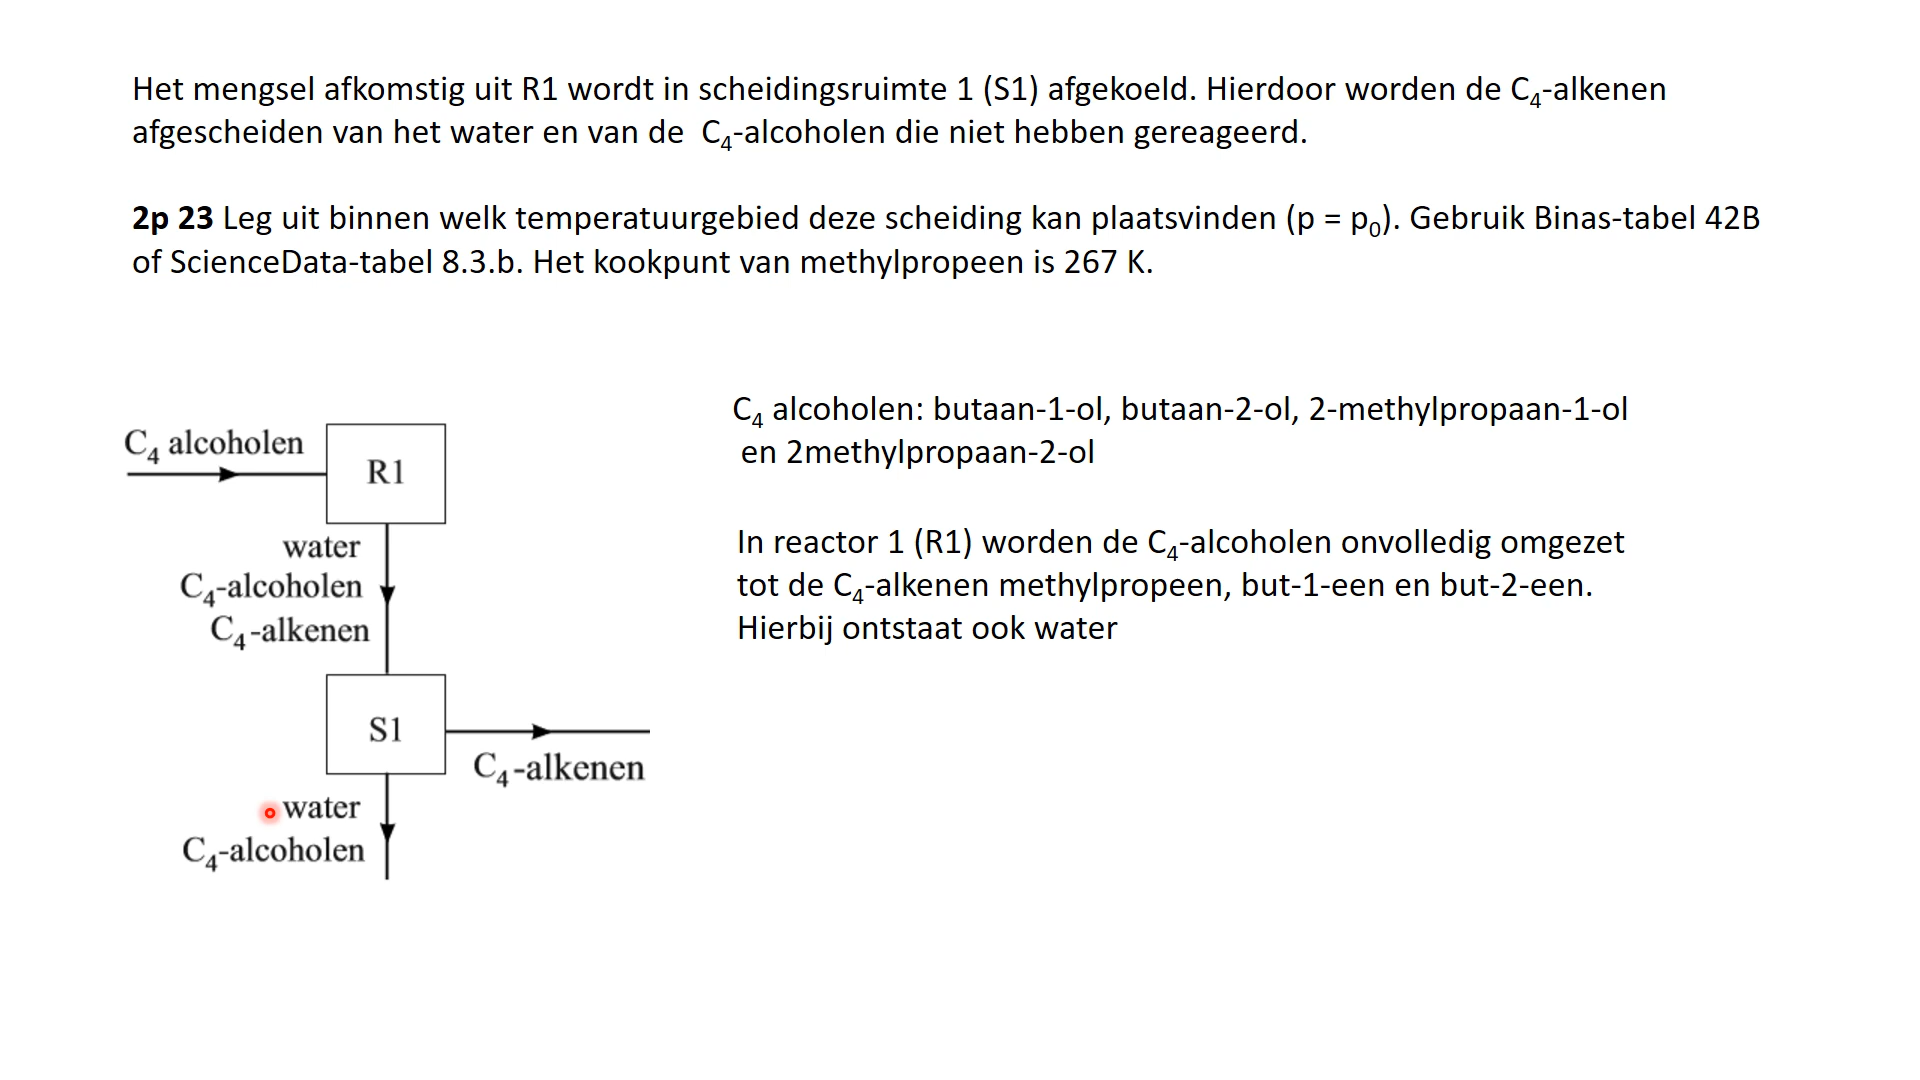 Het mengsel afkomstig uit R1 wordt in scheidingsruimte 1 (S1) afgekoeld. Hierdoor worden de C₄-alkenen
afgescheiden van het water en van de C₄-alcoholen die niet hebben gereageerd.
2p 23 Leg uit binnen welk temperatuurgebied deze scheiding kan plaatsvinden (p = p₀). Gebruik Binas-tabel 42B
of ScienceData-tabel 8.3.b. Het kookpunt van methylpropeen is 267 K.
C₄ alcoholen: butaan-1-ol, butaan-2-ol, 2-methylpropaan-1-ol
en 2methylpropaan-2-ol
In reactor 1 (R1) worden de C₄-alcoholen onvolledig omgezet
tot de C₄-alkenen methylpropeen, but-1-een en but-2-een.
Hierbij ontstaat ook water
C₄ alcoholen
R1
water
C₄-alcoholen
C₄-alkenen
S1
C₄-alkenen
water
C₄-alcoholen